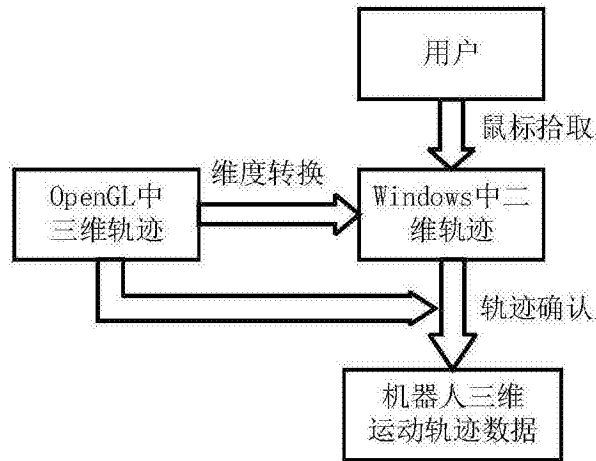 用户
鼠标拾取
维度转换
OpenGL中
三维轨迹
Windows中二
维轨迹
轨迹确认
机器人三维
运动轨迹数据